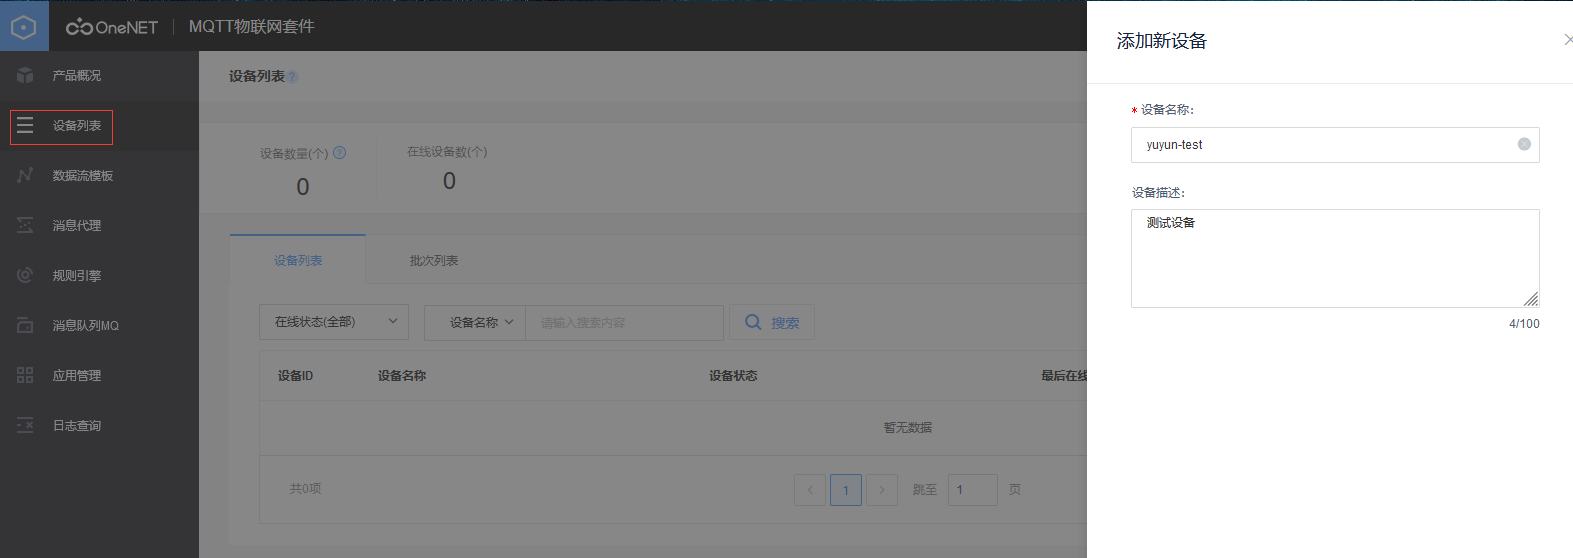 OneNET
MQTT物联网套件
产品概况
设备列表
数据流模板
消息代理
规则引擎
消息队列MQ
应用管理
日志查询
设备列表
?
设备数量(个)
?
0
在线设备数(个)
0
设备列表
批次列表
在线状态(全部)
设备名称
请输入搜索内容
搜索
设备ID
设备名称
设备状态
最后在线
暂无数据
共0项
1
跳至
1
页
添加新设备
* 设备名称:
yuyun-test
设备描述:
测试设备
4/100